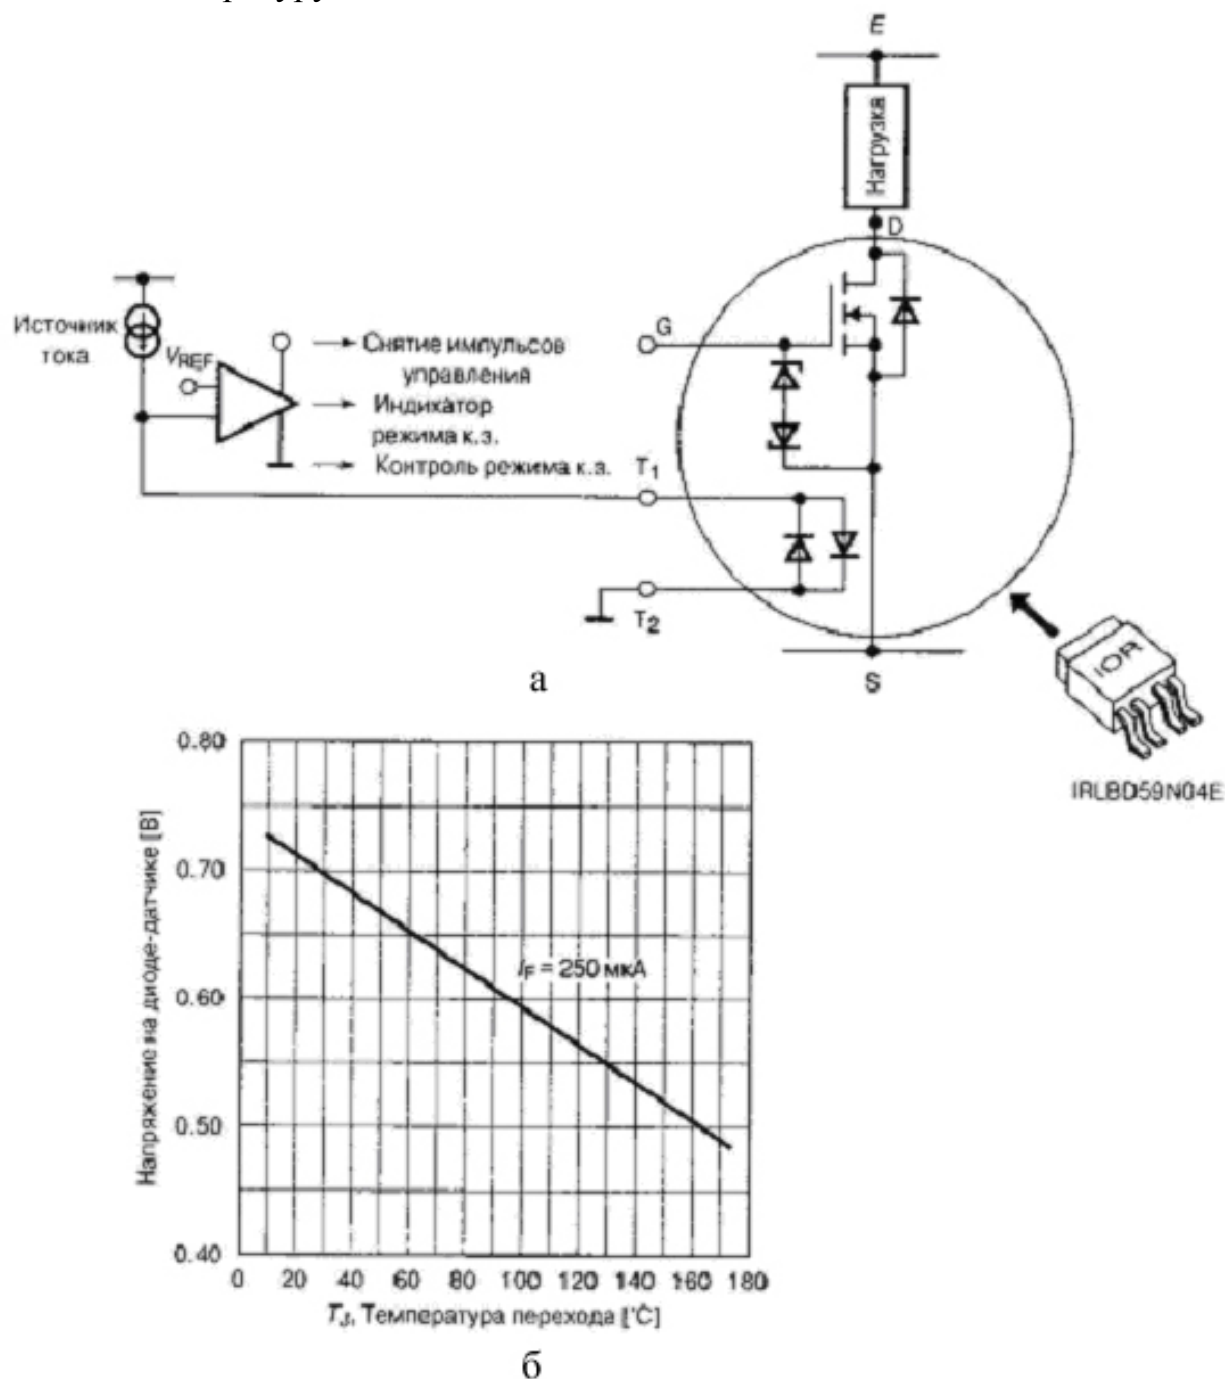 E
Нагрузка
D
Источник
тока
VREF
G
Снятие импульсов
управления
Индикатор
режима к.з.
Контроль режима к.з.
T1
T2
S
IOR
IRLBD59N04E
а
Напряжение на диоде-датчике [В]
0.80
0.70
0.60
0.50
0.40
IF = 250 мкА
0 20 40 60 80 100 120 140 160 180
TJ, Температура перехода [°C]
б